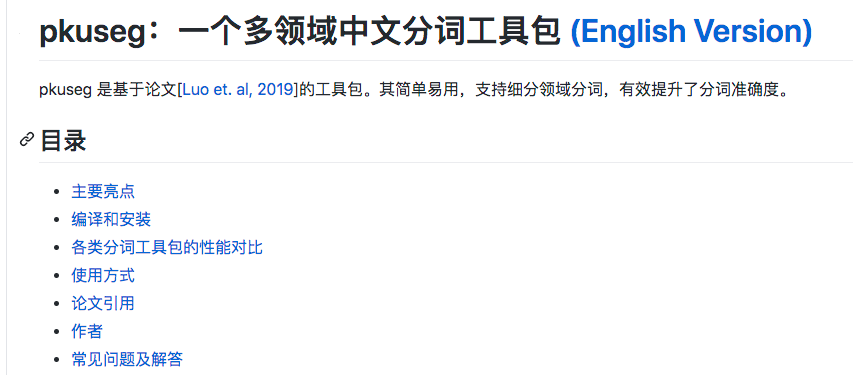 pkuseg：一个多领域中文分词工具包 (English Version)
pkuseg 是基于论文[Luo et. al, 2019]的工具包。其简单易用，支持细分领域分词，有效提升了分词准确度。
目录
主要亮点
编译和安装
各类分词工具包的性能对比
使用方式
论文引用
作者
常见问题及解答